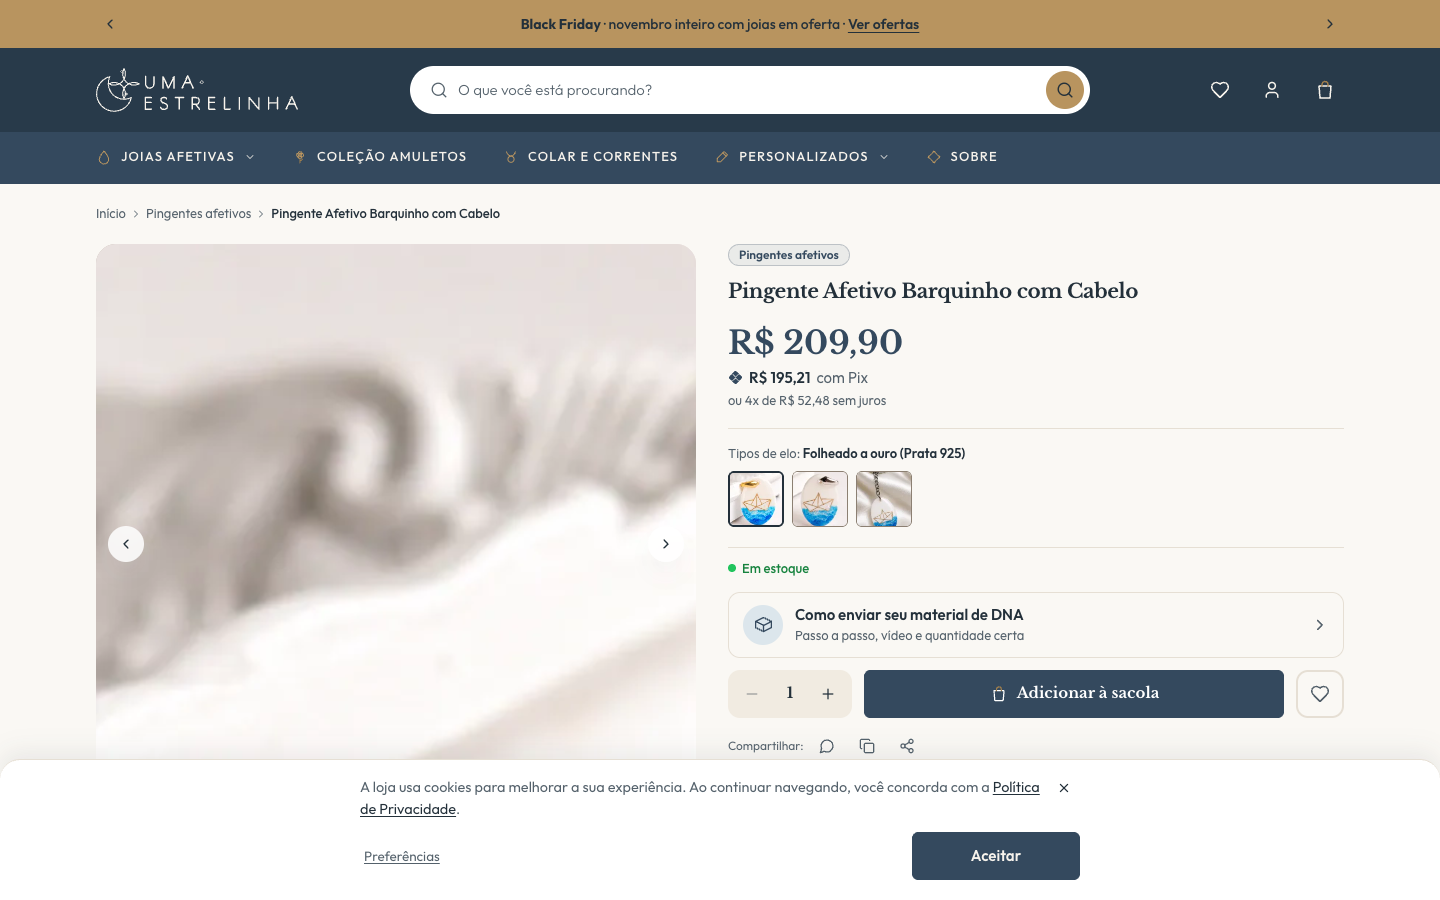 Black Friday · novembro inteiro com joias em oferta · Ver ofertas
UMA
ESTRELINHA
O que você está procurando?
JOIAS AFETIVAS
COLEÇÃO AMULETOS
COLAR E CORRENTES
PERSONALIZADOS
SOBRE
Início > Pingentes afetivos > Pingente Afetivo Barquinho com Cabelo
Pingentes afetivos
Pingente Afetivo Barquinho com Cabelo
R$ 209,90
R$ 195,21 com Pix
ou 4x de R$ 52,48 sem juros
Tipos de elo: Folheado a ouro (Prata 925)
Em estoque
Como enviar seu material de DNA
Passo a passo, vídeo e quantidade certa
1
Adicionar à sacola
Compartilhar:
A loja usa cookies para melhorar a sua experiência. Ao continuar navegando, você concorda com a Política
de Privacidade.
Preferências
Aceitar